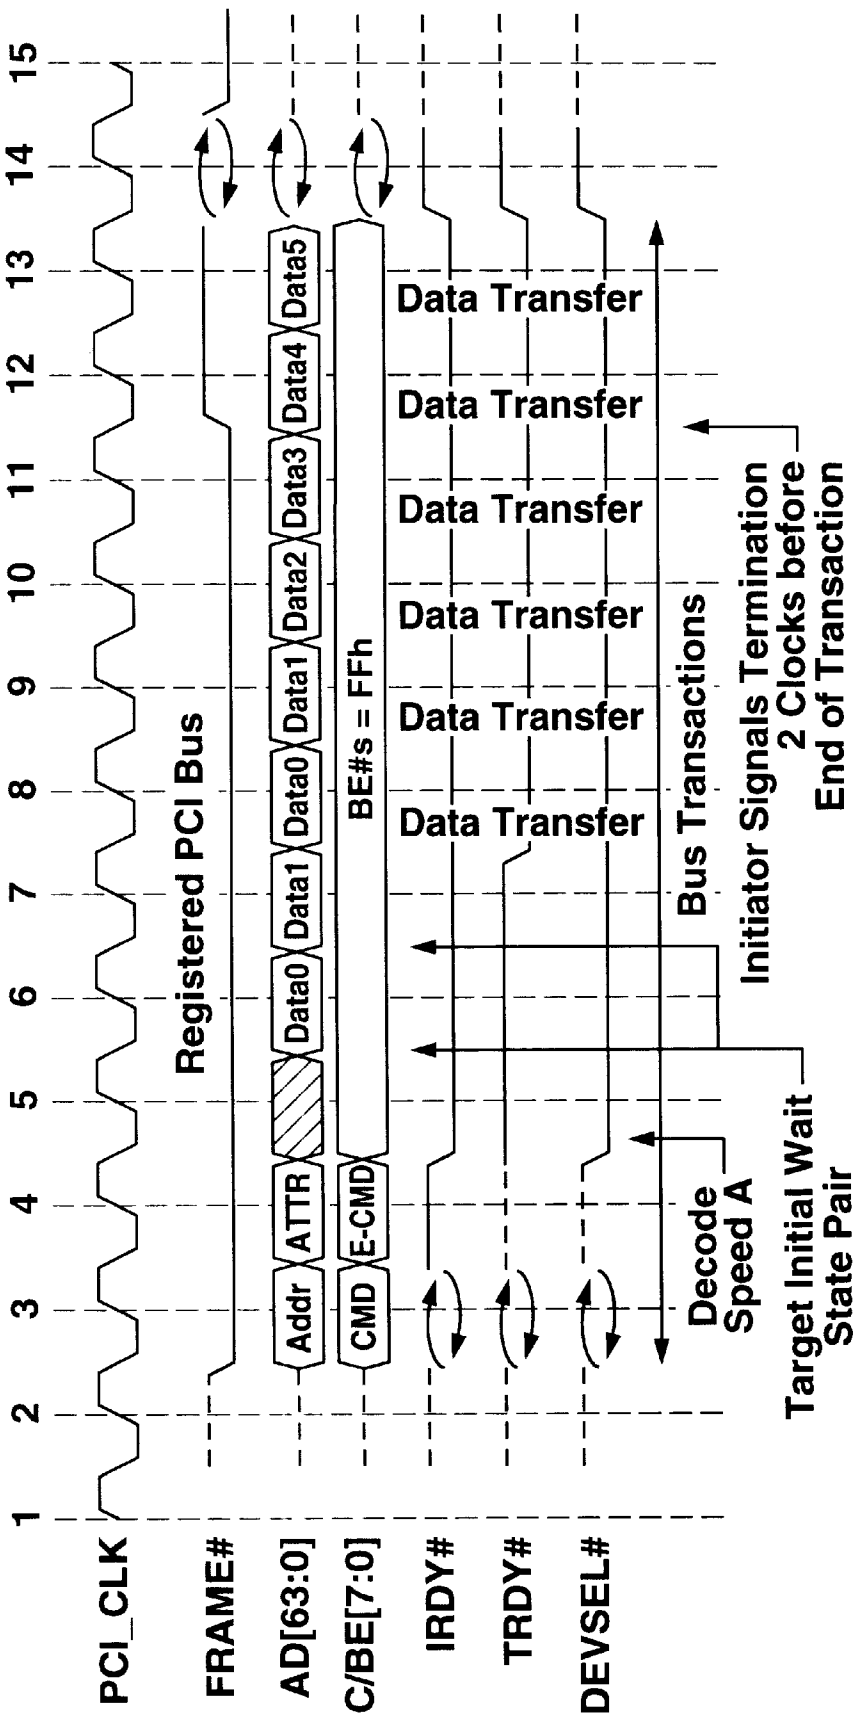 1 2 3 4 5 6 7 8 9 10 11 12 13 14 15
PCI_CLK
Registered PCI Bus
FRAME#
AD[63:0] Addr ATTR Data0 Data1 Data0 Data1 Data2 Data3 Data4 Data5
C/BE[7:0] CMD E-CMD BE#s = FFh
IRDY#
TRDY#
DEVSEL#
Data Transfer
Data Transfer
Data Transfer
Data Transfer
Data Transfer
Data Transfer
Decode
Speed A
Bus Transactions
Target Initial Wait
State Pair
Initiator Signals Termination
2 Clocks before
End of Transaction